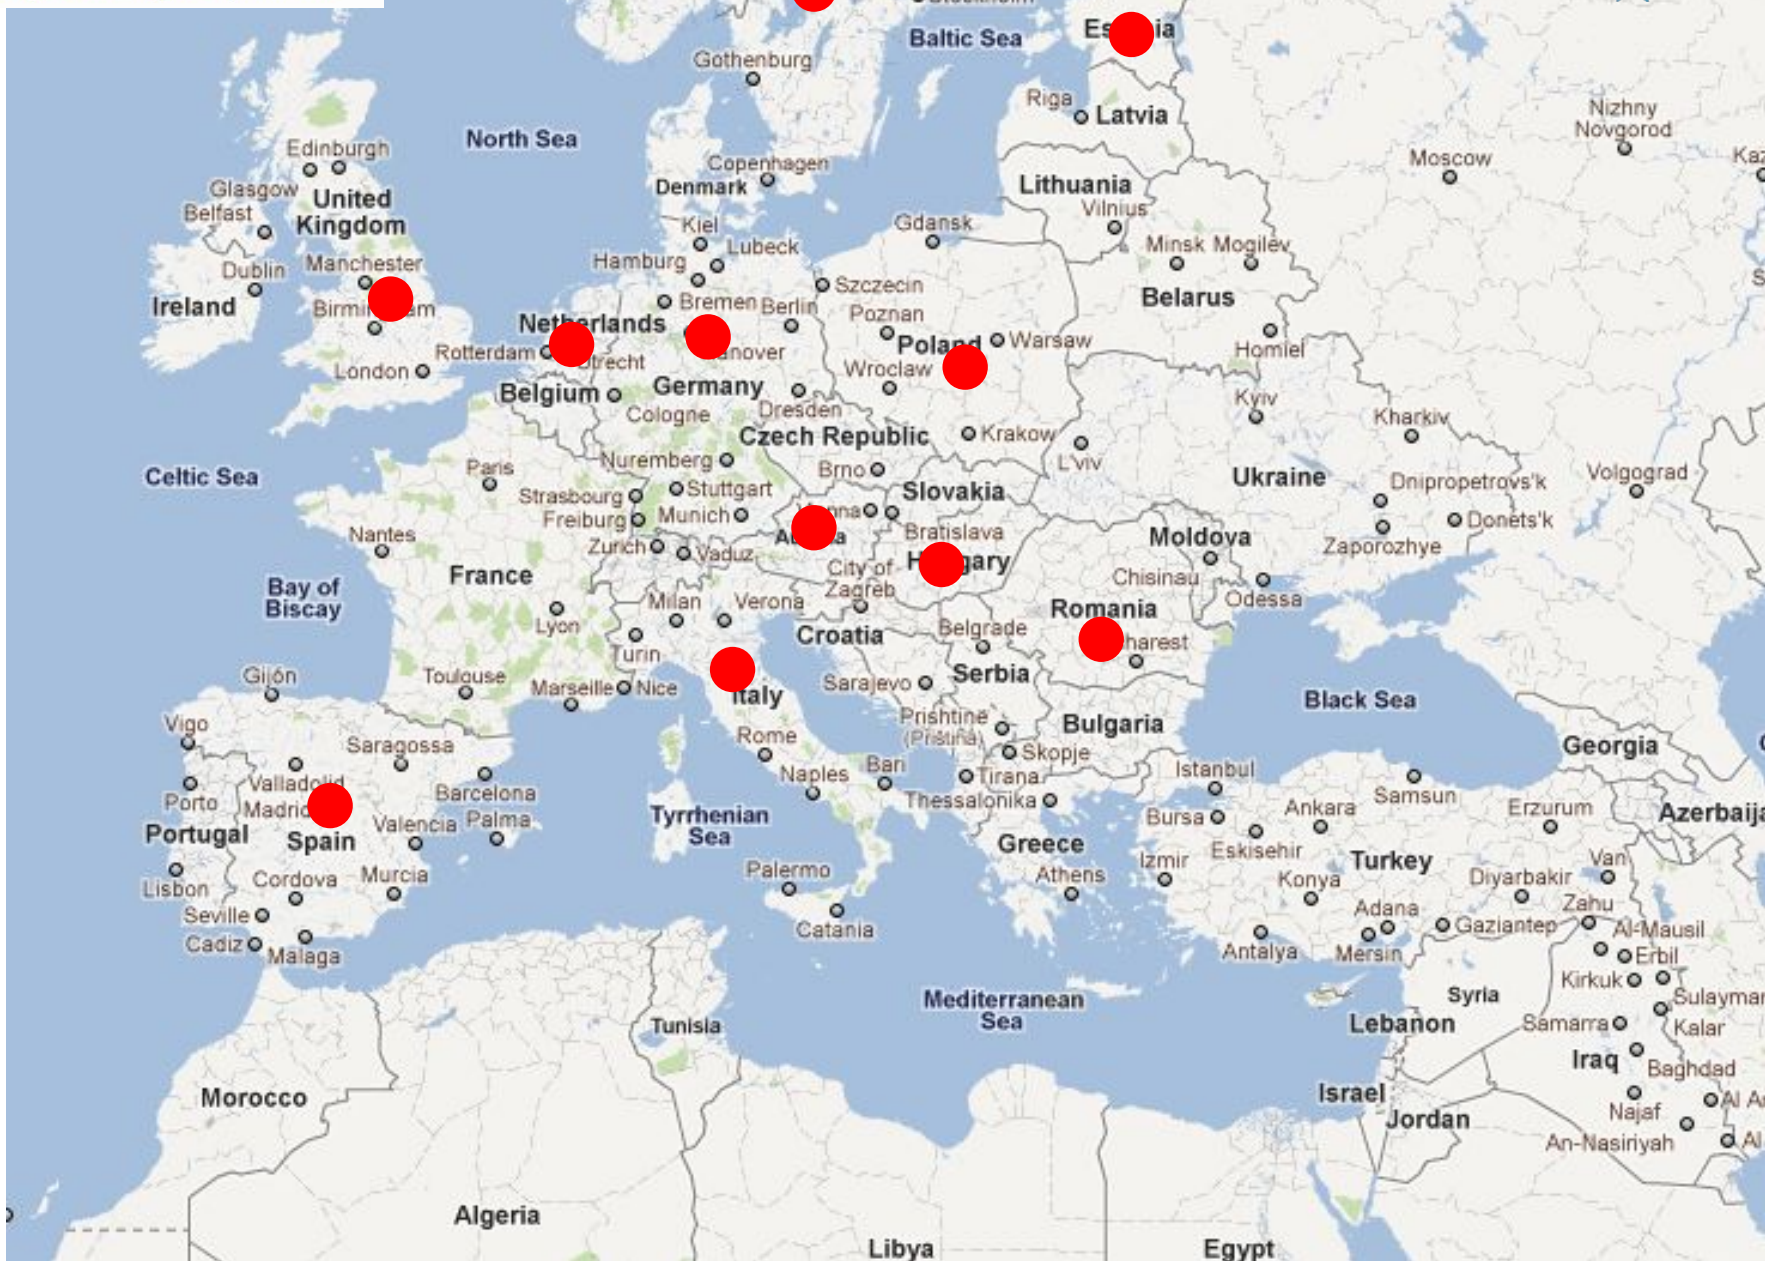 Stockholm
Baltic Sea
Gothenburg
Riga
Latvia
Nizhny
Novgorod
North Sea
Edinburgh
Glasgow
United
Kingdom
Belfast
Copenhagen
Denmark
Moscow
Lithuania
Vilnius
Kiel
Lubeck
Gdansk
Minsk
Mogilev
Dublin
Manchester
Hamburg
Ireland
Bremen
Berlin
Szczecin
Belarus
Poznan
Rotterdam
Warsaw
Homiel
London
Belgium
Germany
Wroclaw
Cologne
Dresden
Kyiv
Kharkiv
Czech Republic
Krakow
L'viv
Celtic Sea
Paris
Nuremberg
Brno
Ukraine
Volgograd
Strasbourg
Stuttgart
Slovakia
Dnipropetrovs'k
Freiburg
Munich
Donets'k
Nantes
Zurich
Vaduz
Bratislava
Moldova
Zaporozhye
France
City of
Zagreb
Chisinau
Odessa
Bay of
Biscay
Milan
Verona
Romania
Lyon
Croatia
Belgrade
Turin
Gijón
Toulouse
Marseille
Nice
Italy
Sarajevo
Serbia
Black Sea
Vigo
Saragossa
Rome
Prishtinë
(Priština)
Bulgaria
Skopje
Georgia
Valladolid
Barcelona
Naples
Bari
Tirana
Istanbul
Porto
Thessalonika
Samsun
Ankara
Erzurum
Portugal
Spain
Valencia
Palma
Tyrrhenian
Sea
Greece
Bursa
Eskisehir
Izmir
Turkey
Van
Lisbon
Cordova
Murcia
Palermo
Athens
Konya
Diyarbakir
Zahu
Seville
Adana
Gaziantep
Al-Mausil
Cadiz
Malaga
Catania
Antalya
Mersin
Erbil
Kirkuk
Mediterranean
Sea
Syria
Tunisia
Lebanon
Samarra
Kalar
Iraq
Baghdad
Morocco
Israel
Jordan
Najaf
An-Nasiriyah
Al
Algeria
Libya
Egypt